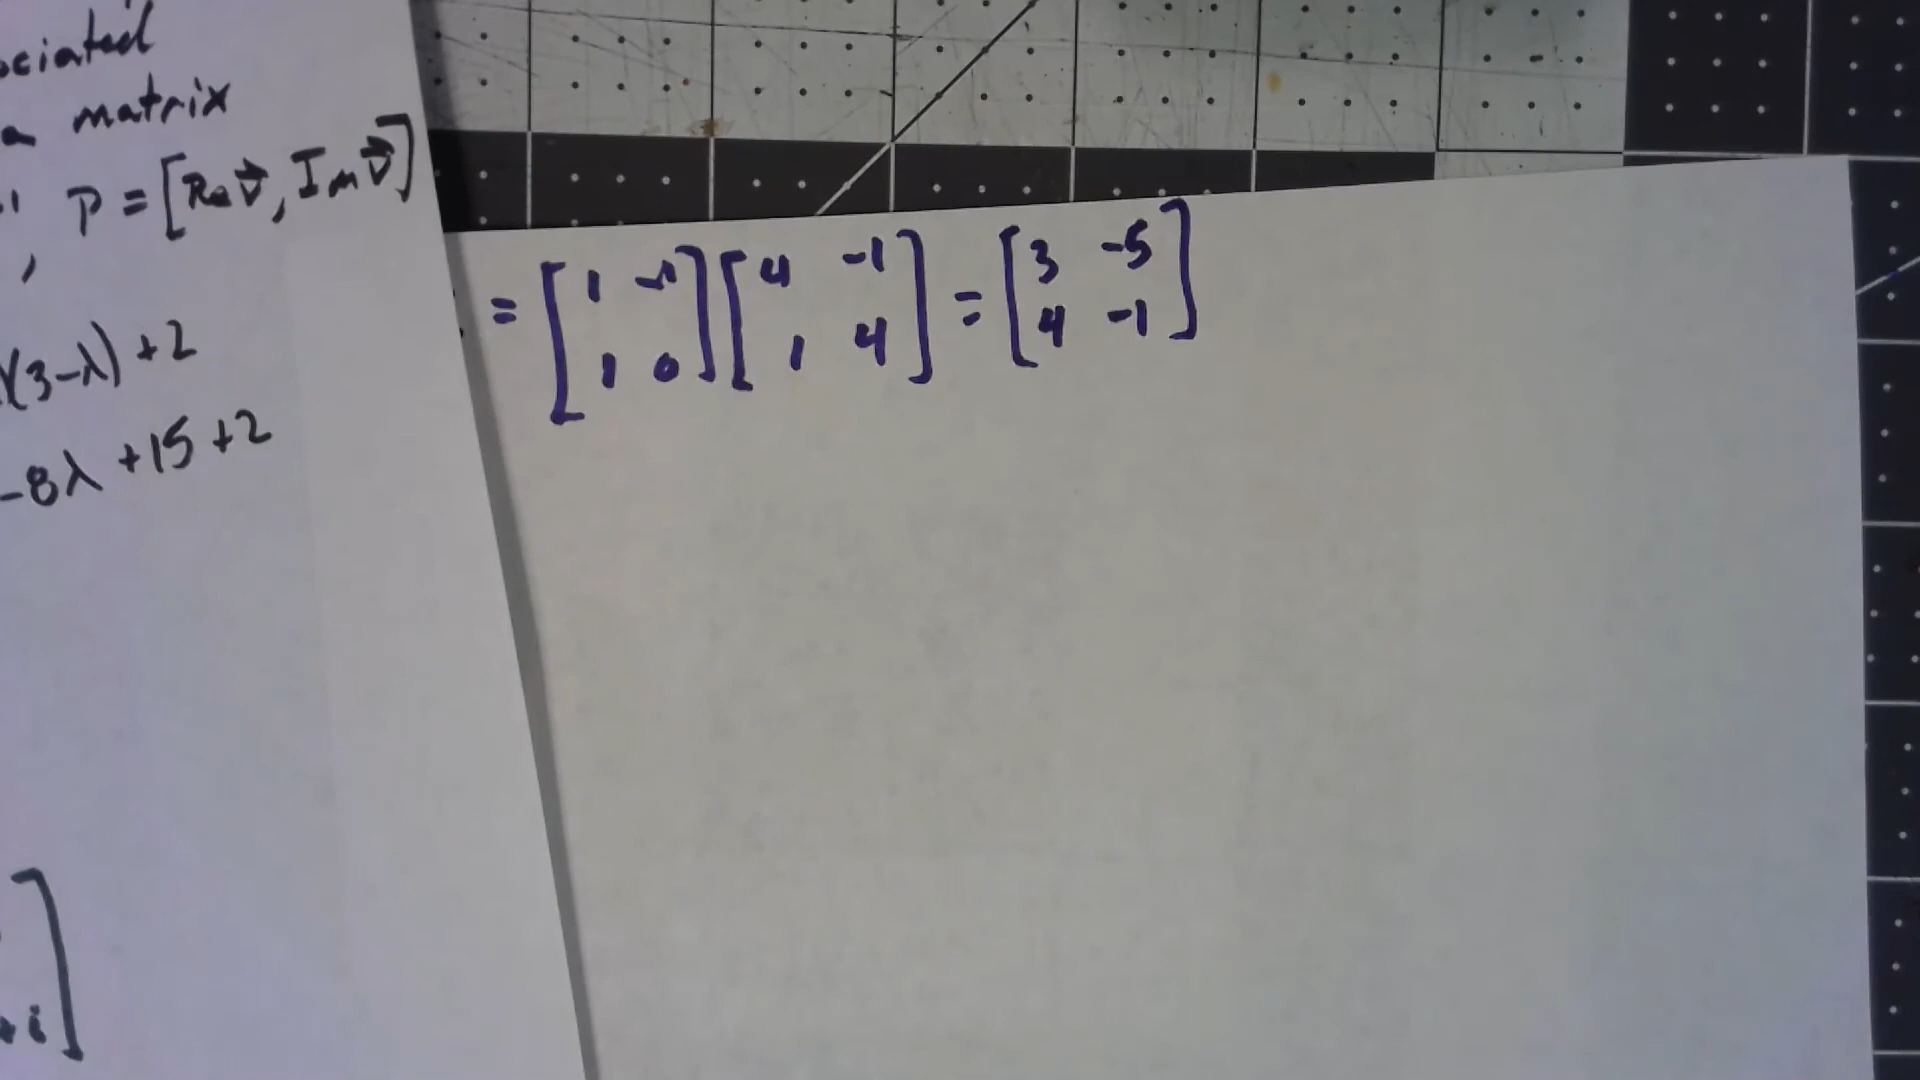 ociated
a matrix
P = [Re v⃗, Im v⃗]
(3-λ) +2
-8λ +15 +2
+i]
= [1 -1; 1 0] [4 -1; 1 4] = [3 -5; 4 -1]